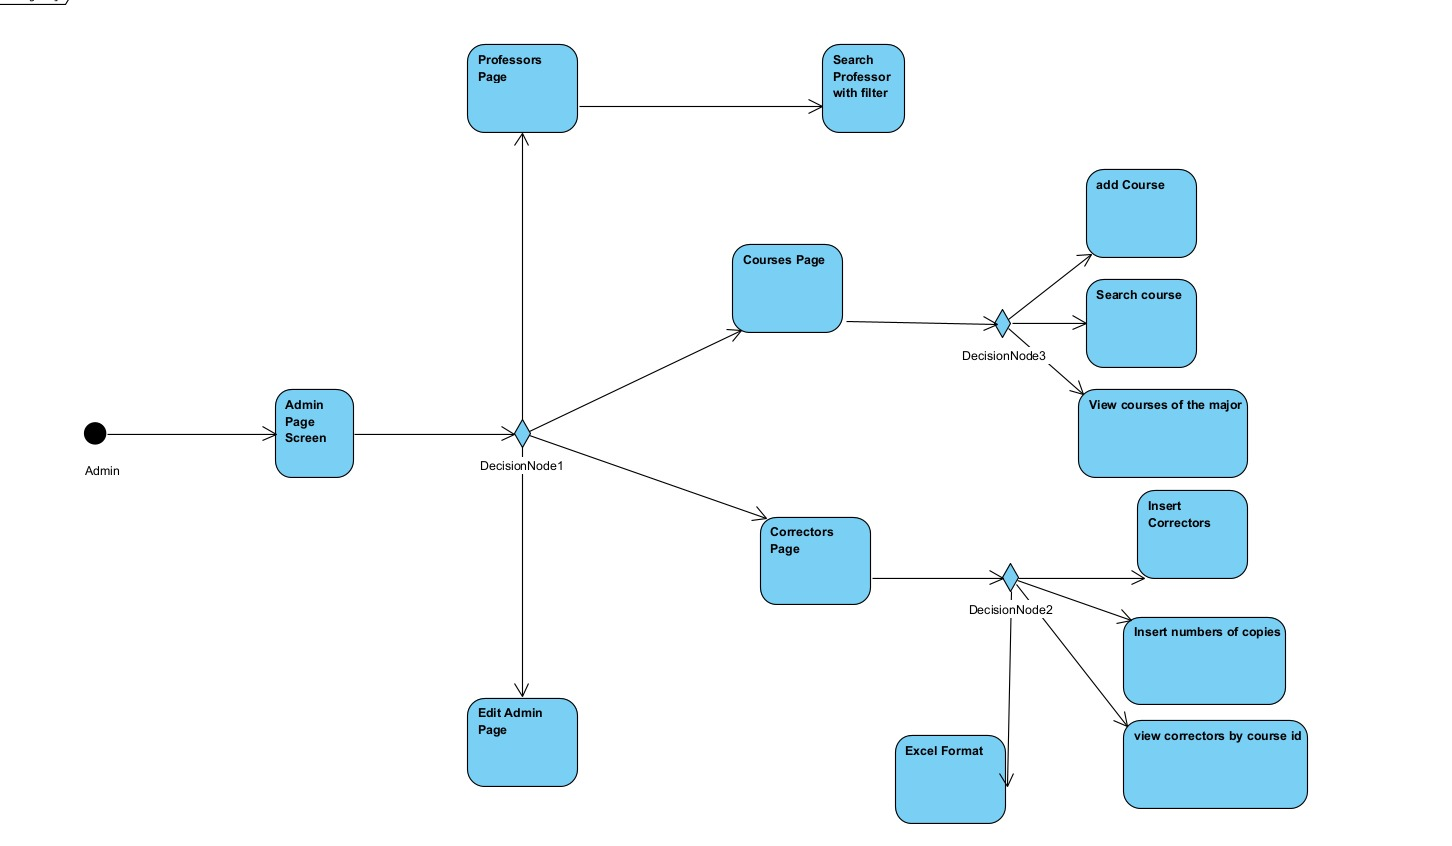 Professors
Page
Search
Professor
with filter
add Course
Courses Page
Search course
DecisionNode3
Admin
Page
Screen
View courses of the major
Admin
DecisionNode1
Insert
Correctors
Correctors
Page
DecisionNode2
Insert numbers of copies
Edit Admin
Page
view correctors by course id
Excel Format